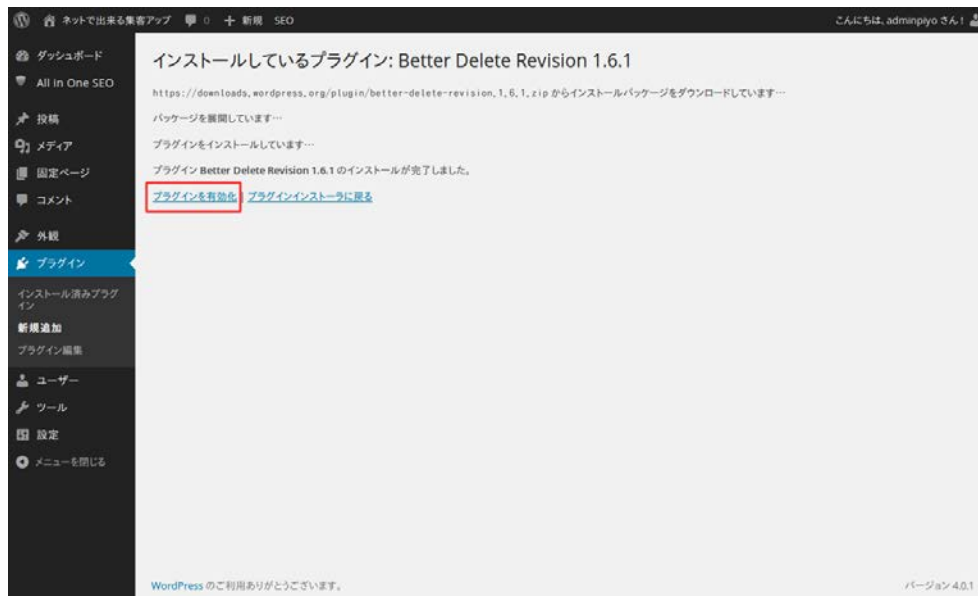 ネットで出来る集客アップ 0 + 新規 SEO こんにちは、adminpiyo さん!
ダッシュボード
All in One SEO
投稿
メディア
固定ページ
コメント
外観
プラグイン
インストール済みプラグ
イン
新規追加
プラグイン編集
ユーザー
ツール
設定
メニューを閉じる
インストールしているプラグイン: Better Delete Revision 1.6.1
https://downloads.wordpress.org/plugin/better-delete-revision.1.6.1.zip からインストールパッケージをダウンロードしています…
パッケージを展開しています…
プラグインをインストールしています…
プラグイン Better Delete Revision 1.6.1 のインストールが完了しました。
プラグインを有効化 | プラグインインストーラに戻る
WordPress のご利用ありがとうございます。 バージョン 4.0.1